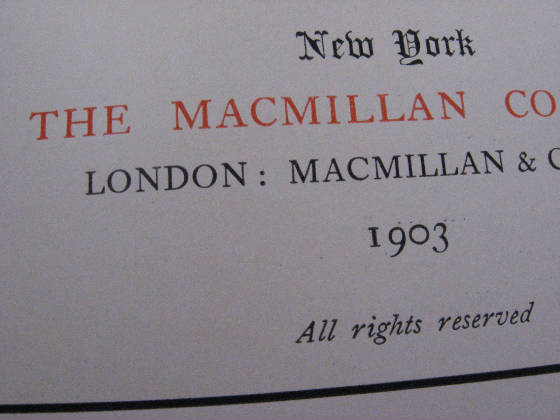 New York
THE MACMILLAN CO
LONDON: MACMILLAN & C
1903
All rights reserved